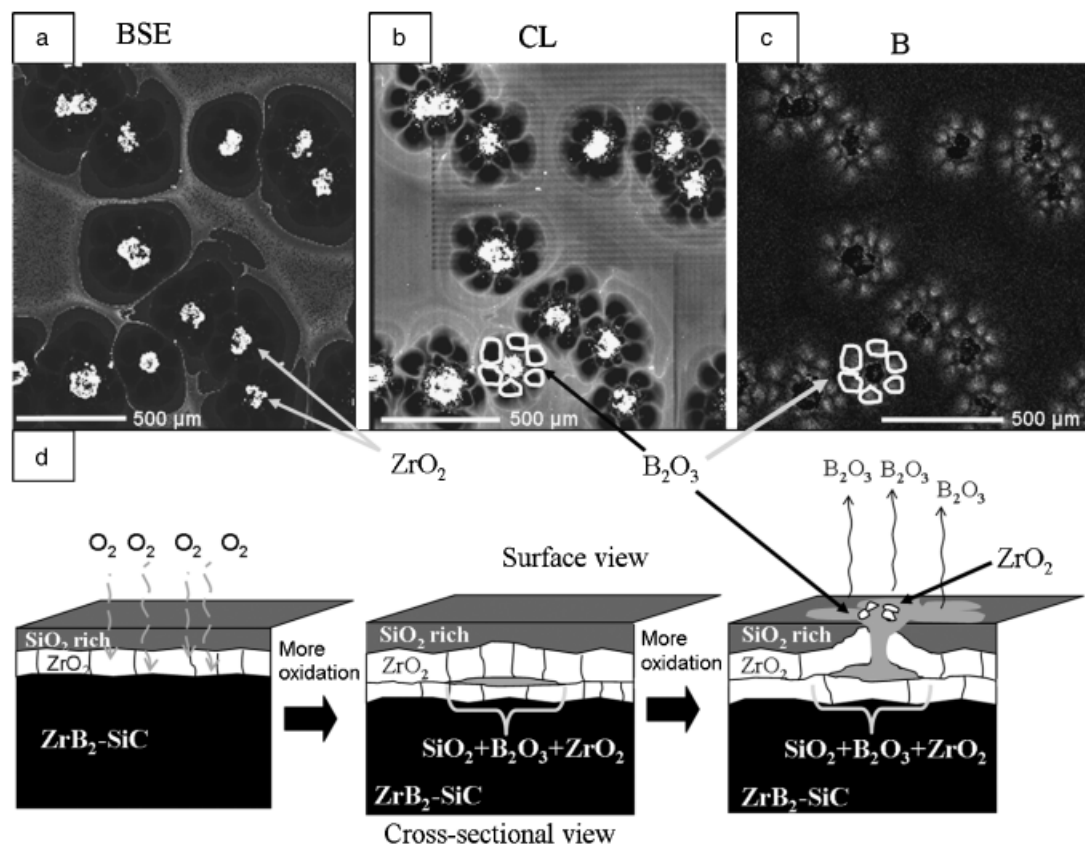 a
BSE
b
CL
c
B
500 µm
500 µm
500 µm
d
ZrO₂
B₂O₃
B₂O₃
B₂O₃
B₂O₃
O₂ O₂ O₂ O₂
Surface view
ZrO₂
SiO₂ rich
ZrO₂
ZrB₂-SiC
More
oxidation
ZrO₂
SiO₂ rich
SiO₂+B₂O₃+ZrO₂
ZrB₂-SiC
Cross-sectional view
More
oxidation
SiO₂ rich
ZrO₂
SiO₂+B₂O₃+ZrO₂
ZrB₂-SiC